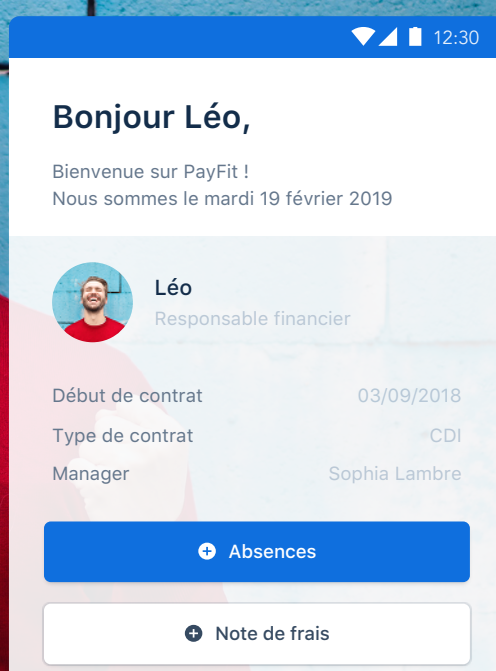 12:30
Bonjour Léo,
Bienvenue sur PayFit !
Nous sommes le mardi 19 février 2019
Léo
Responsable financier
Début de contrat 03/09/2018
Type de contrat CDI
Manager Sophia Lambre
Absences
Note de frais